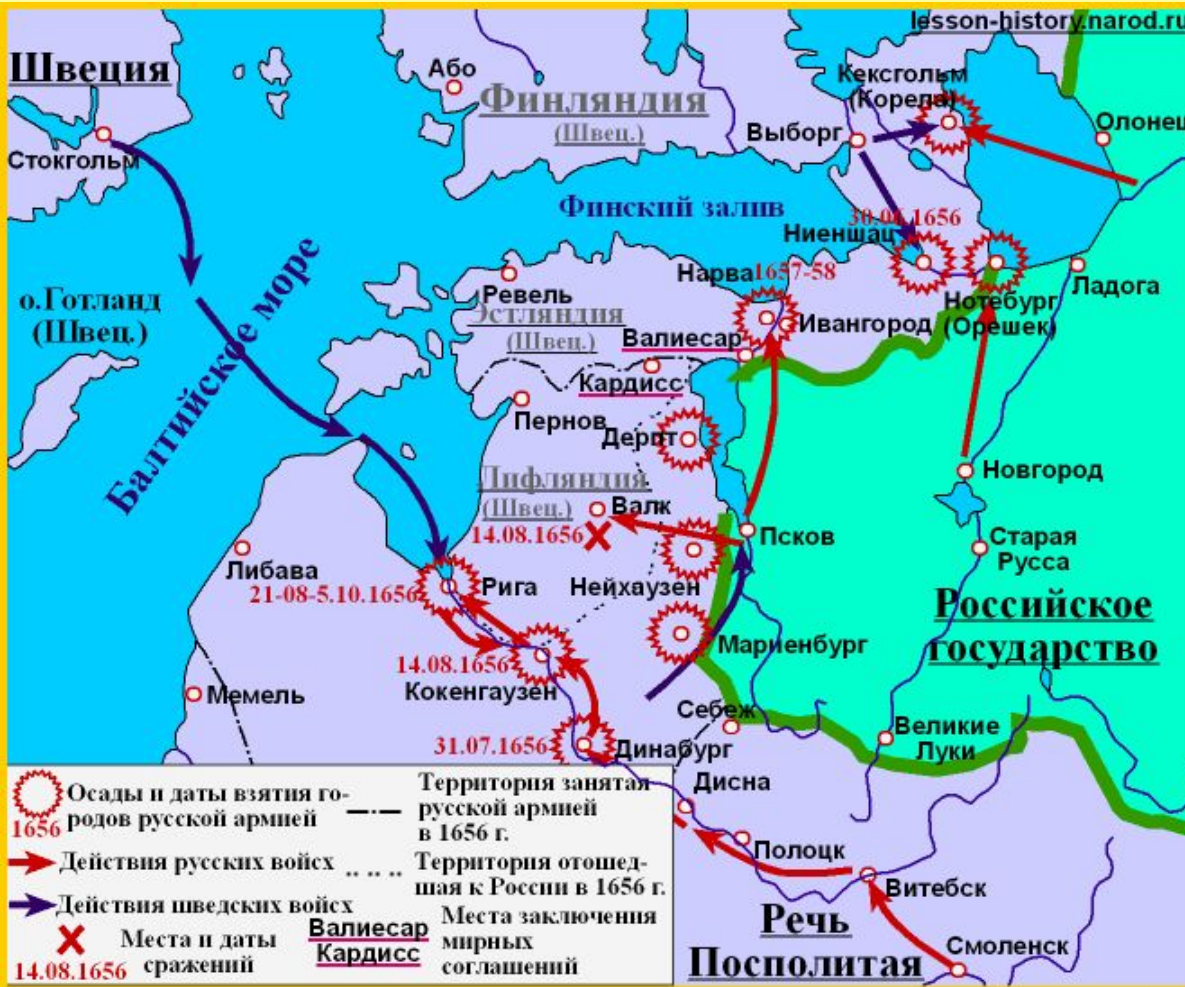 lesson-history.narod.ru
Швеция
Або
Финляндия
(Швец.)
Кексгольм
(Корела)
Выборг
Олонец
Стокгольм
Финский залив
30.06.1656
Ниеншац
Нарва
1657-58
Ладога
Ревель
о.Готланд
(Швец.)
Балтийское море
Эстляндия
(Швец.)
Ивангород
Нотебург
(Орешек)
Валиесар
Кардисс
Пернов
Дерпт
Новгород
Лифляндия
(Швец.)
Валк
14.08.1656
Псков
Старая
Русса
Либава
21-08-5.10.1656
Рига
Нейхаузен
Российское
государство
Мариенбург
14.08.1656
Кокенгаузен
Мемель
Себеж
Великие
Луки
31.07.1656
Динабург
Дисна
Полоцк
Витебск
Речь
Посполитая
Смоленск
Осады и даты взятия го-
родов русской армией
1656
Территория занятая
русской армией
в 1656 г.
Действия русских войсх
Территория отошед-
шая к России в 1656 г.
Действия шведских войсх
Места и даты
сражений
14.08.1656
Валиесар
Кардисс
Места заключения
мирных
соглашений